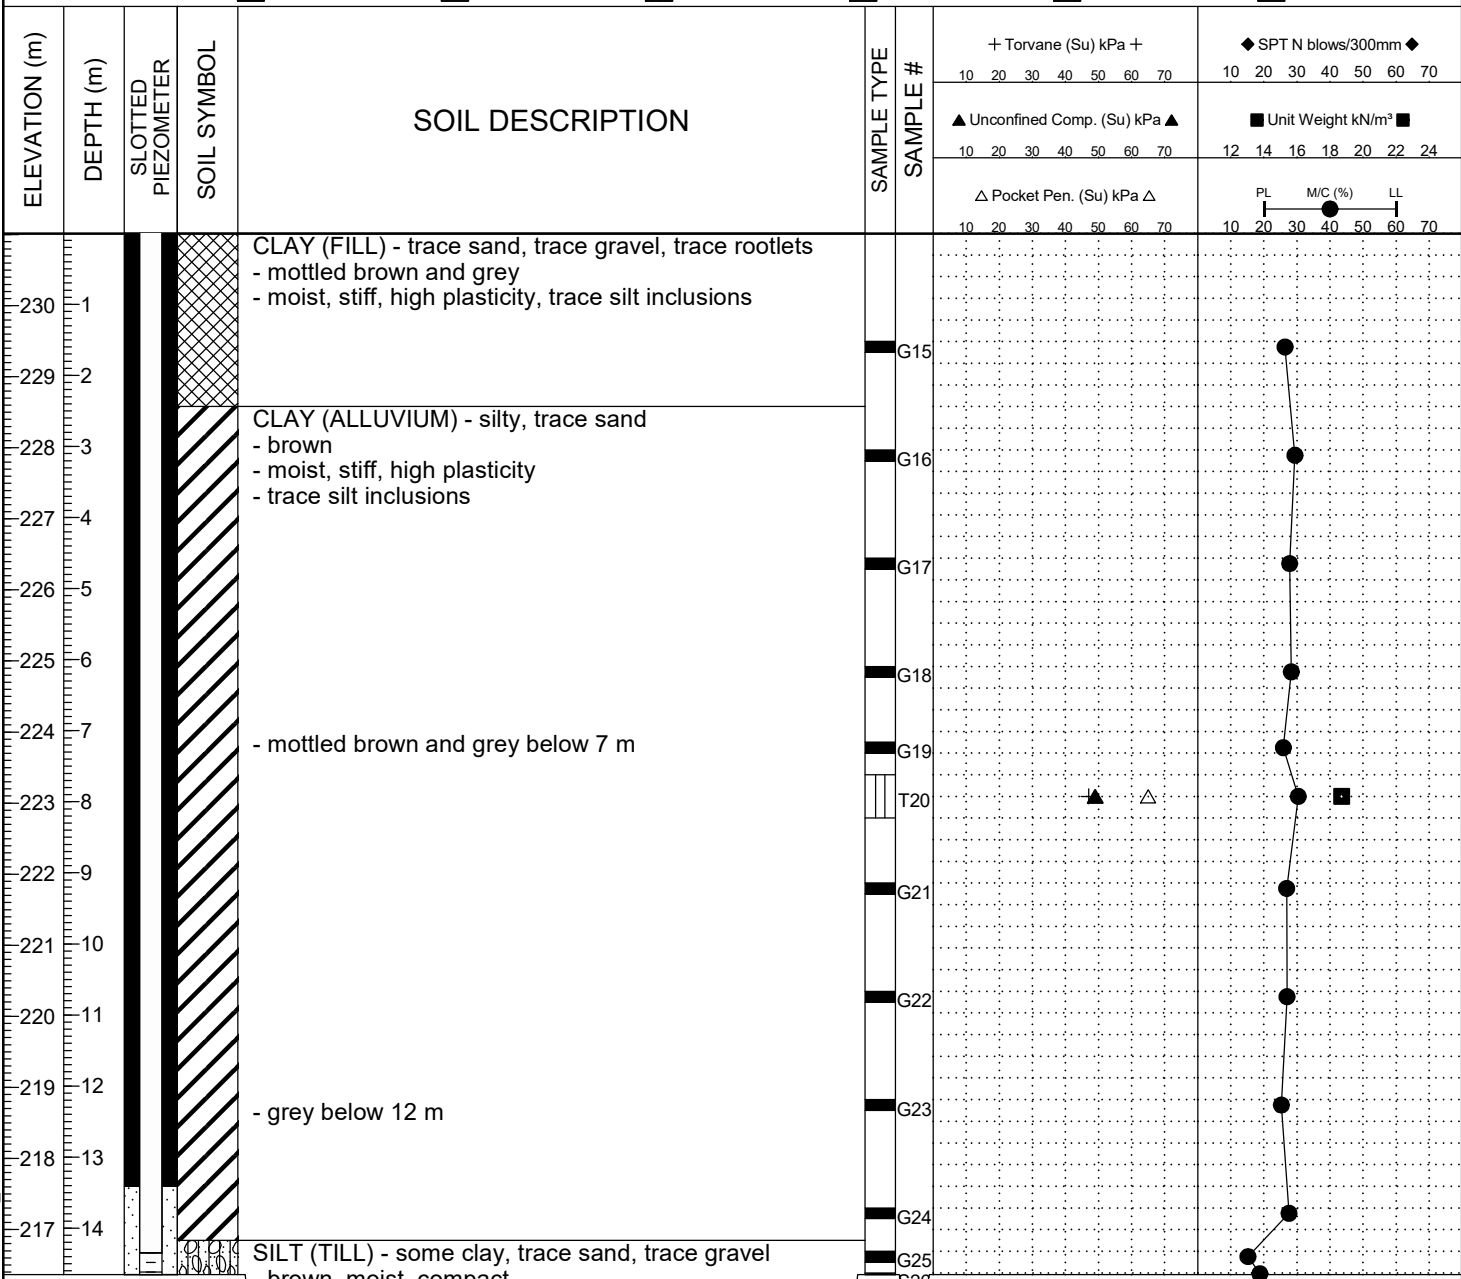 ELEVATION (m)
DEPTH (m)
SLOTTED
PIEZOMETER
SOIL SYMBOL
SOIL DESCRIPTION
SAMPLE TYPE
SAMPLE #
+ Torvane (Su) kPa +
10 20 30 40 50 60 70
▲ Unconfined Comp. (Su) kPa ▲
10 20 30 40 50 60 70
△ Pocket Pen. (Su) kPa △
10 20 30 40 50 60 70
◆ SPT N blows/300mm ◆
10 20 30 40 50 60 70
■ Unit Weight kN/m³ ■
12 14 16 18 20 22 24
PL M/C (%) LL
10 20 30 40 50 60 70
CLAY (FILL) - trace sand, trace gravel, trace rootlets
- mottled brown and grey
- moist, stiff, high plasticity, trace silt inclusions
230 1
G15
229 2
CLAY (ALLUVIUM) - silty, trace sand
- brown
- moist, stiff, high plasticity
- trace silt inclusions
228 3
G16
227 4
G17
226 5
225 6
G18
224 7
- mottled brown and grey below 7 m
G19
223 8
T20
222 9
G21
221 10
G22
220 11
219 12
- grey below 12 m
G23
218 13
G24
217 14
SILT (TILL) - some clay, trace sand, trace gravel
G25
- brown, moist, compact